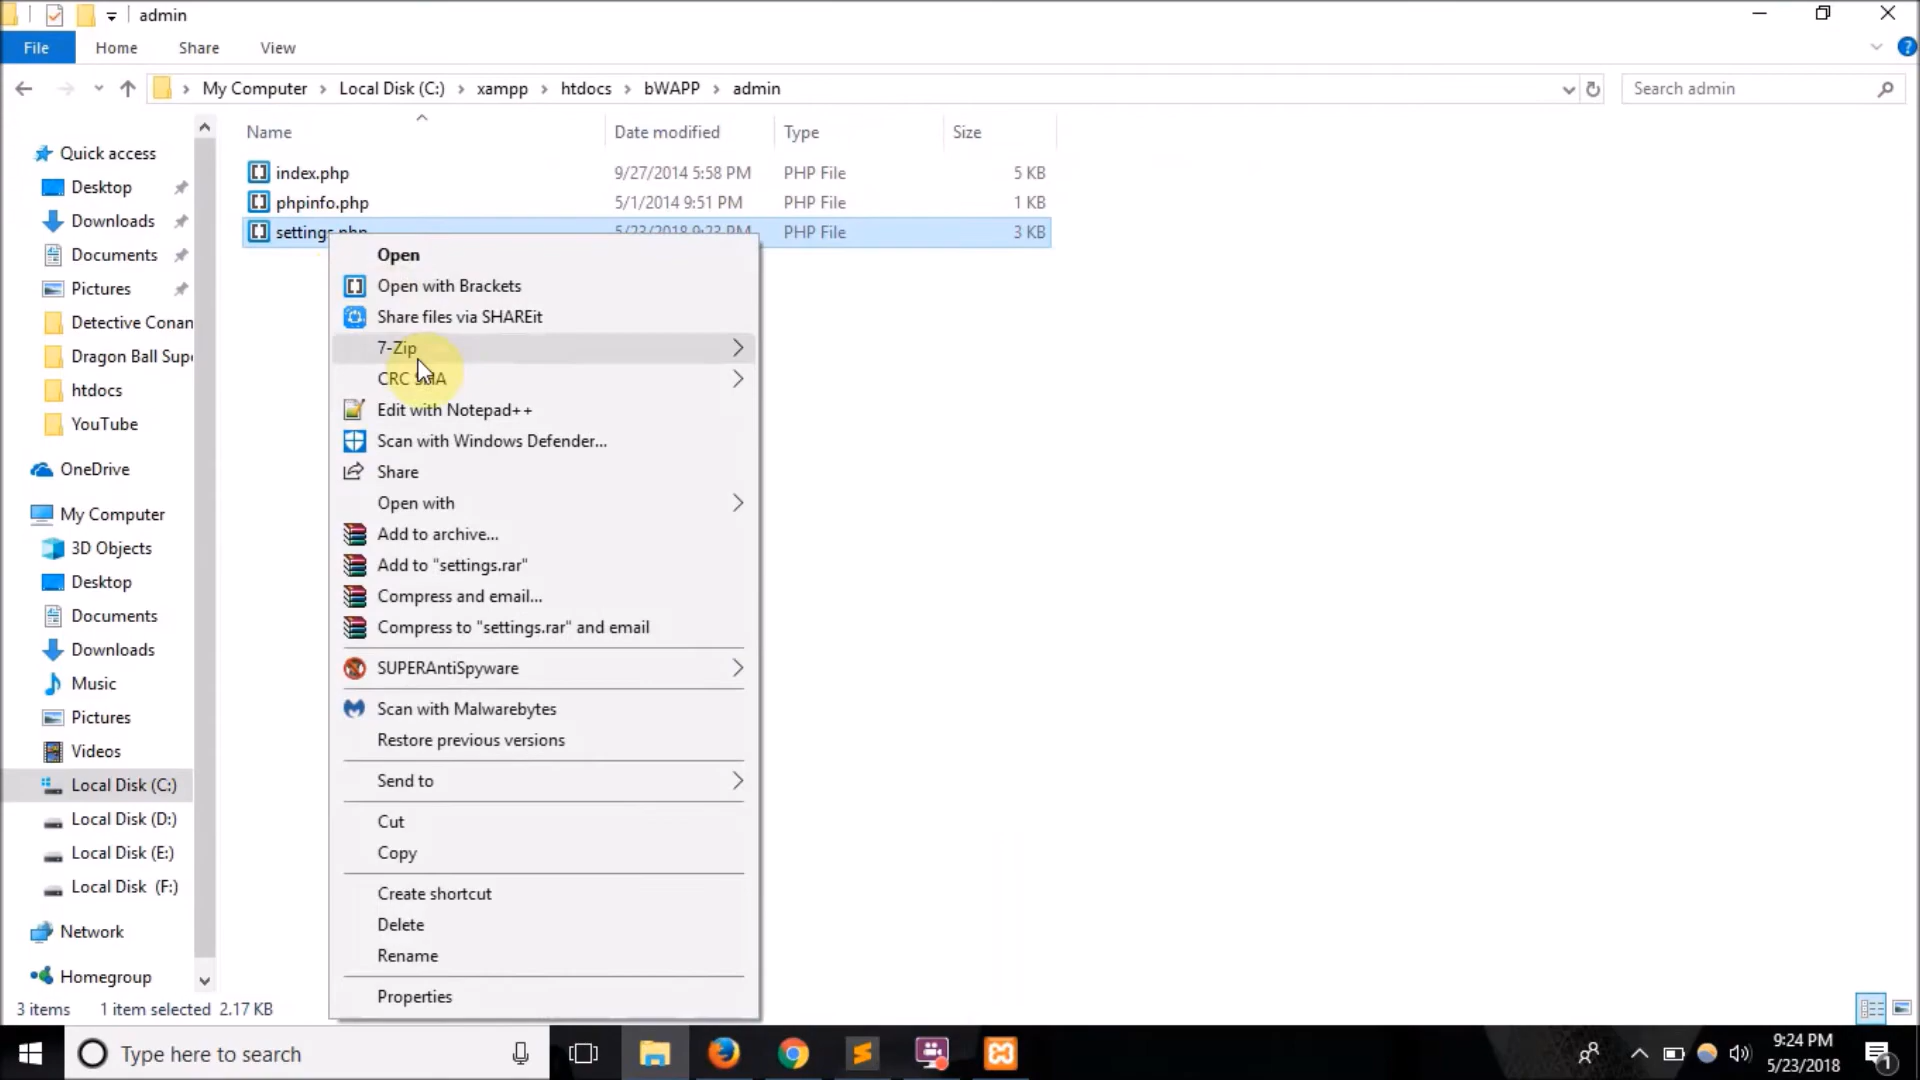 admin
File Home Share View
My Computer Local Disk (C:) xampp htdocs bWAPP admin Search admin
Name Date modified Type Size
index.php 9/27/2014 5:58 PM PHP File 5 KB
phpinfo.php 5/1/2014 9:51 PM PHP File 1 KB
settings.php 5/23/2018 9:23 PM PHP File 3 KB
Quick access
Desktop
Downloads
Documents
Pictures
Detective Conan
Dragon Ball Supe
htdocs
YouTube
OneDrive
My Computer
3D Objects
Desktop
Documents
Downloads
Music
Pictures
Videos
Local Disk (C:)
Local Disk (D:)
Local Disk (E:)
Local Disk (F:)
Network
Homegroup
Open
Open with Brackets
Share files via SHAREit
7-Zip
CRC SHA
Edit with Notepad++
Scan with Windows Defender...
Share
Open with
Add to archive...
Add to "settings.rar"
Compress and email...
Compress to "settings.rar" and email
SUPERAntiSpyware
Scan with Malwarebytes
Restore previous versions
Send to
Cut
Copy
Create shortcut
Delete
Rename
Properties
3 items 1 item selected 2.17 KB
Type here to search
9:24 PM
5/23/2018
1